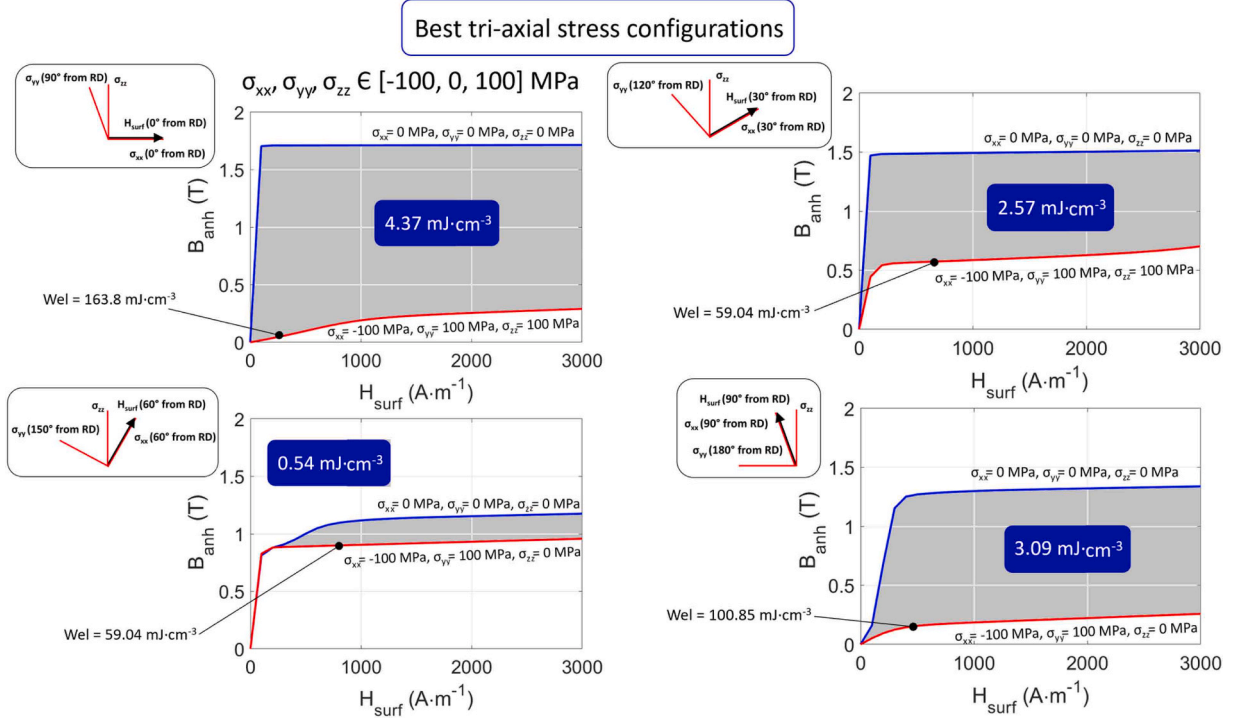 Best tri-axial stress configurations
σxx, σyy, σzz Є [-100, 0, 100] MPa
σyy (90° from RD)
σzz
Hsurf (0° from RD)
σxx (0° from RD)
2
1.5
1
0.5
0
Banh (T)
σxx= 0 MPa, σyy= 0 MPa, σzz= 0 MPa
4.37 mJ·cm-3
Wel = 163.8 mJ·cm-3
σxx= -100 MPa, σyy= 100 MPa, σzz= 100 MPa
0 1000 2000 3000
Hsurf (A·m-1)
σyy (120° from RD)
σzz
Hsurf (30° from RD)
σxx (30° from RD)
2
1.5
1
0.5
0
Banh (T)
σxx= 0 MPa, σyy= 0 MPa, σzz= 0 MPa
2.57 mJ·cm-3
σxx= -100 MPa, σyy= 100 MPa, σzz= 100 MPa
Wel = 59.04 mJ·cm-3
0 1000 2000 3000
Hsurf (A·m-1)
σzz
Hsurf (60° from RD)
σyy (150° from RD)
σxx (60° from RD)
2
1.5
1
0.5
0
Banh (T)
0.54 mJ·cm-3
σxx= 0 MPa, σyy= 0 MPa, σzz= 0 MPa
σxx= -100 MPa, σyy= 100 MPa, σzz= 0 MPa
Wel = 59.04 mJ·cm-3
0 1000 2000 3000
Hsurf (A·m-1)
Hsurf (90° from RD)
σzz
σxx (90° from RD)
σyy (180° from RD)
2
1.5
1
0.5
0
Banh (T)
σxx= 0 MPa, σyy= 0 MPa, σzz= 0 MPa
3.09 mJ·cm-3
Wel = 100.85 mJ·cm-3
σxx= -100 MPa, σyy= 100 MPa, σzz= 0 MPa
0 1000 2000 3000
Hsurf (A·m-1)